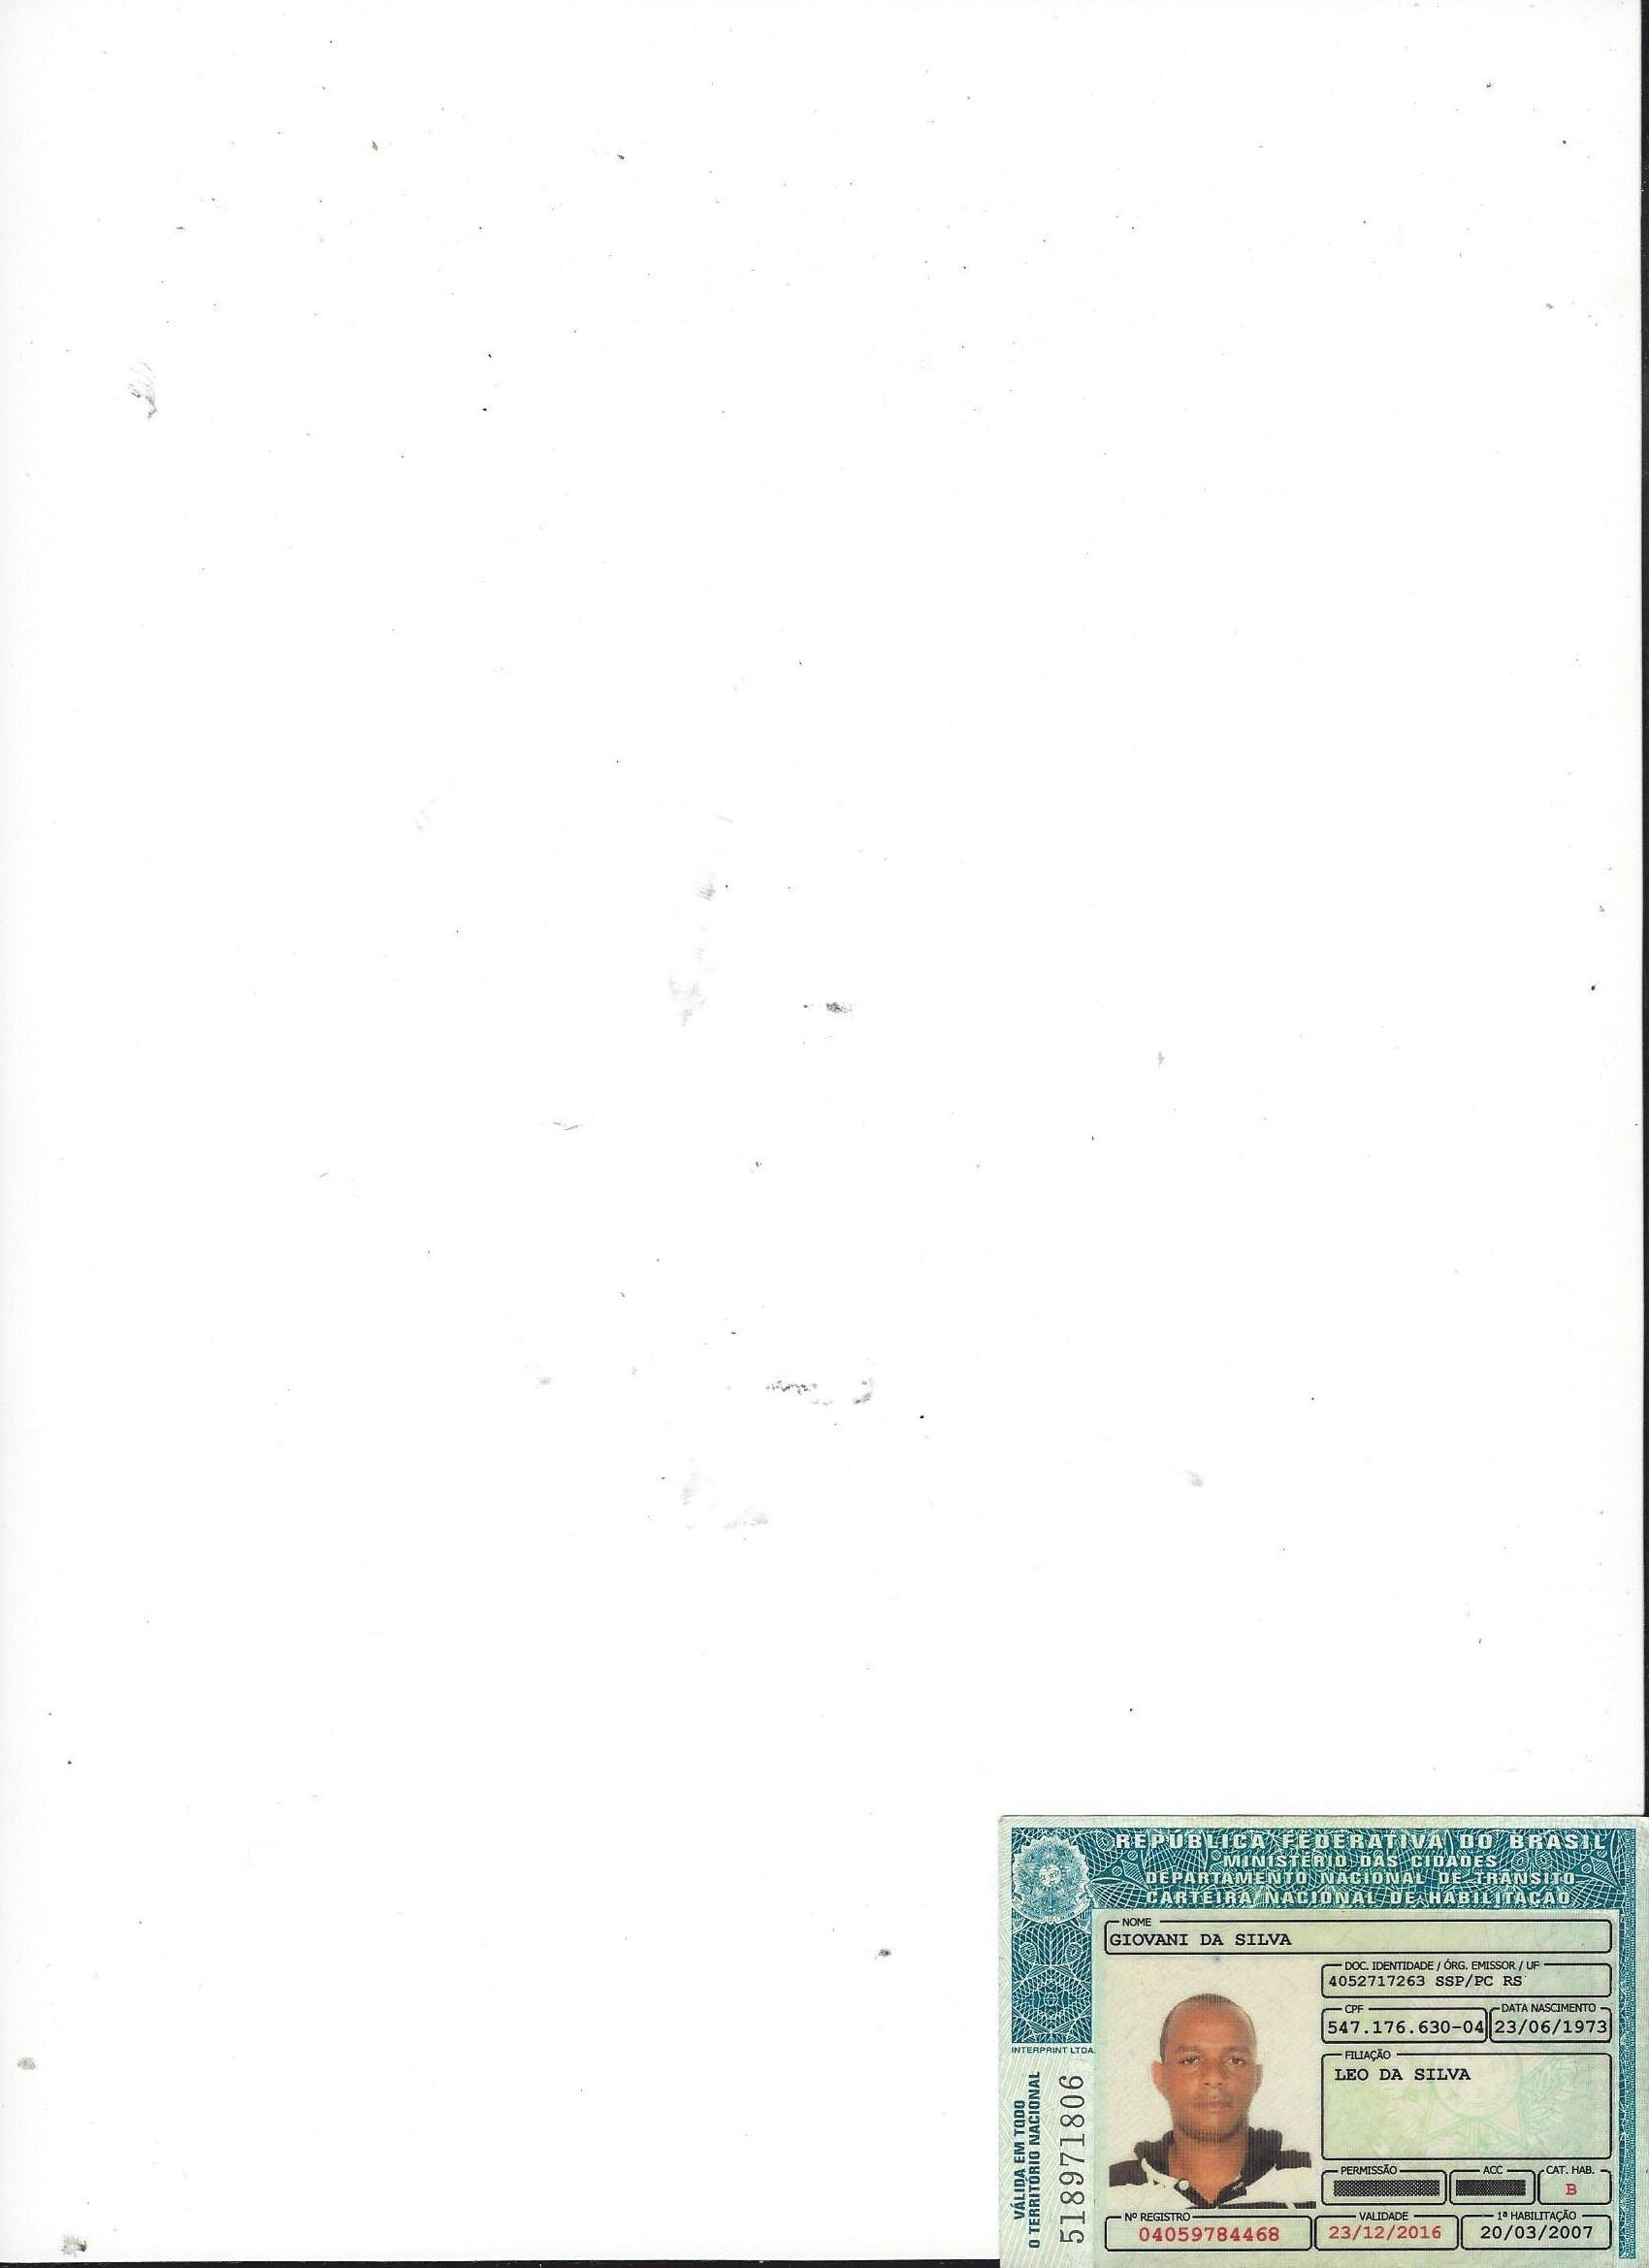 REPÚBLICA FEDERATIVA DO BRASIL
MINISTÉRIO DAS CIDADES
DEPARTAMENTO NACIONAL DE TRÂNSITO
CARTEIRA NACIONAL DE HABILITAÇÃO
NOME
GIOVANI DA SILVA
DOC. IDENTIDADE / ÓRG. EMISSOR / UF
4052717263 SSP/PC RS
CPF
547.176.630-04
DATA NASCIMENTO
23/06/1973
FILIAÇÃO
LEO DA SILVA
PERMISSÃO
ACC
CAT. HAB.
B
Nº REGISTRO
04059784468
VALIDADE
23/12/2016
1ª HABILITAÇÃO
20/03/2007
INTERPRINT LTDA
VÁLIDA EM TODO
O TERRITÓRIO NACIONAL
518971806